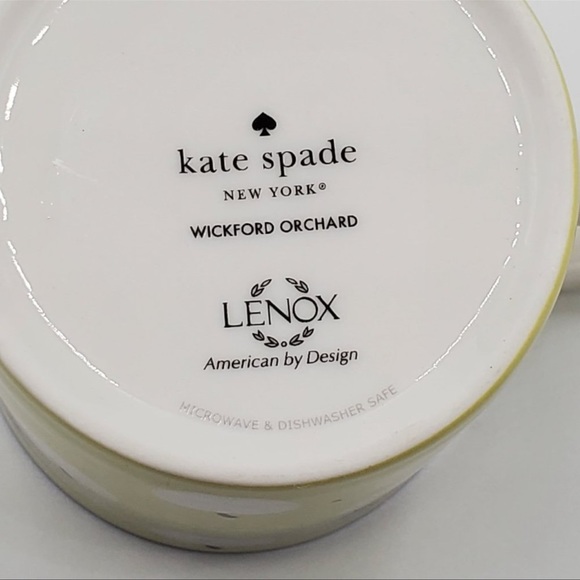 kate spade
NEW YORK®
WICKFORD ORCHARD
LENOX
American by Design
MICROWAVE & DISHWASHER SAFE